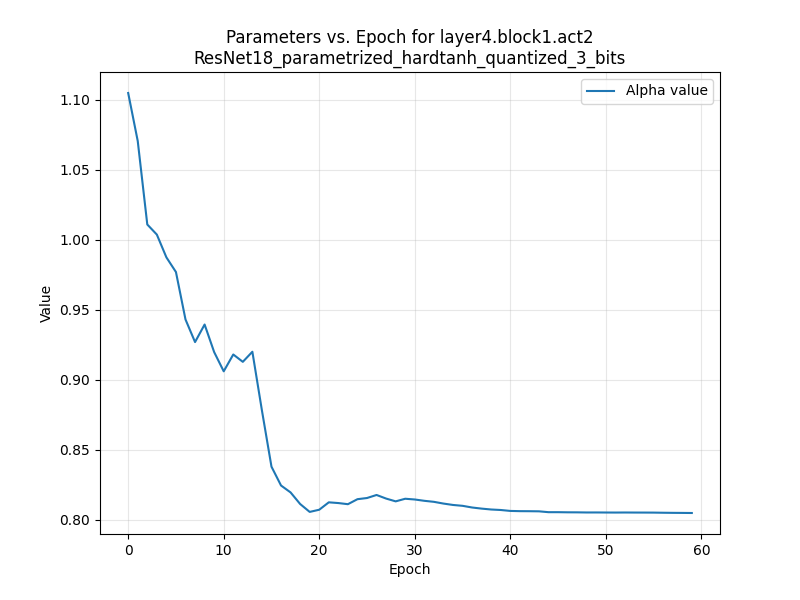 Parameters vs. Epoch for layer4.block1.act2
ResNet18_parametrized_hardtanh_quantized_3_bits
Alpha value
1.10
1.05
1.00
0.95
0.90
0.85
0.80
Value
0 10 20 30 40 50 60
Epoch